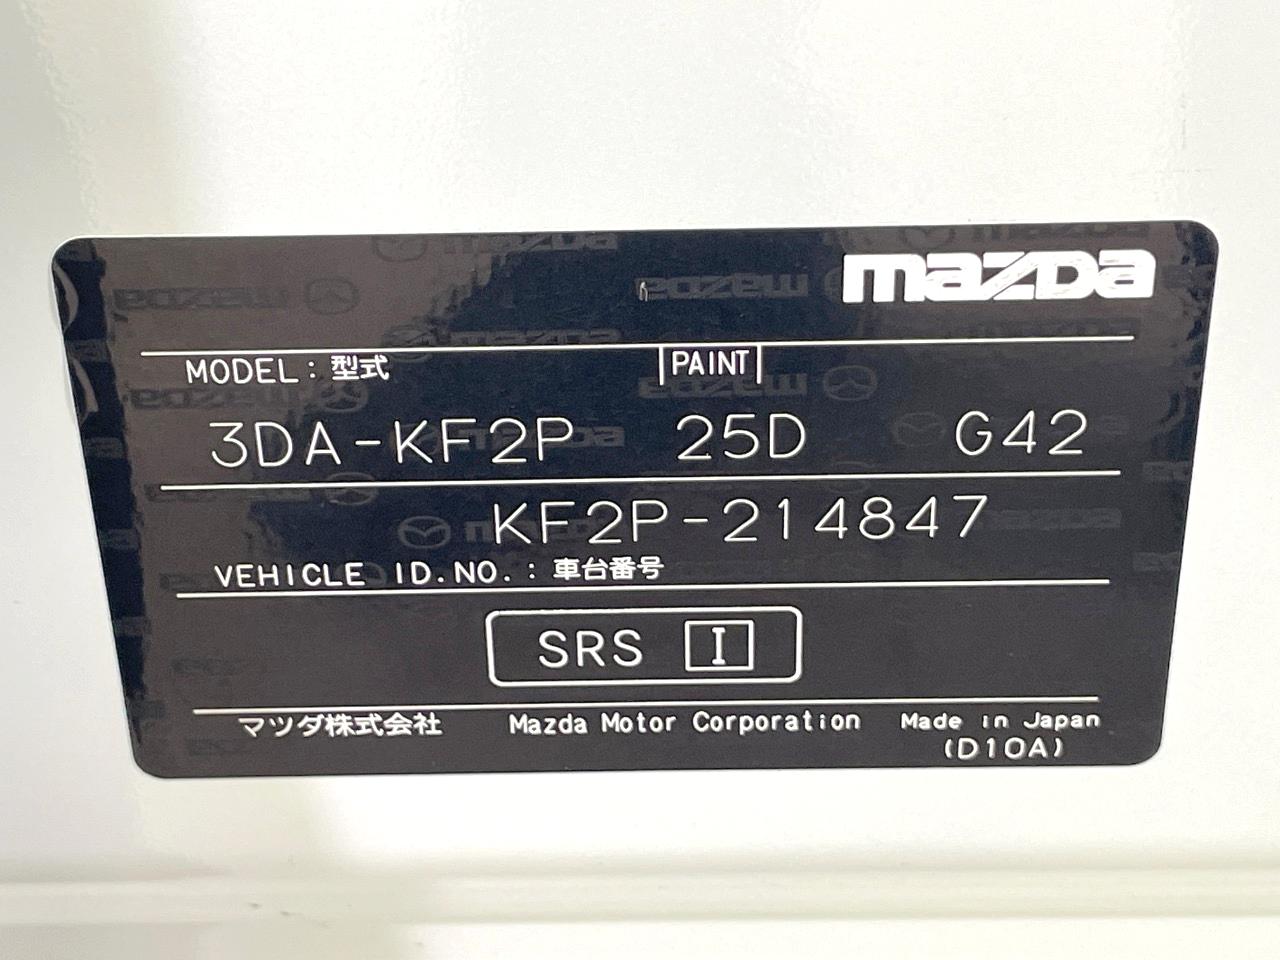 mazda
MODEL : 型式 PAINT
3DA-KF2P 25D G42
KF2P-214847
VEHICLE ID.NO. : 車台番号
SRS I
マツダ株式会社 Mazda Motor Corporation Made in Japan
(D10A)